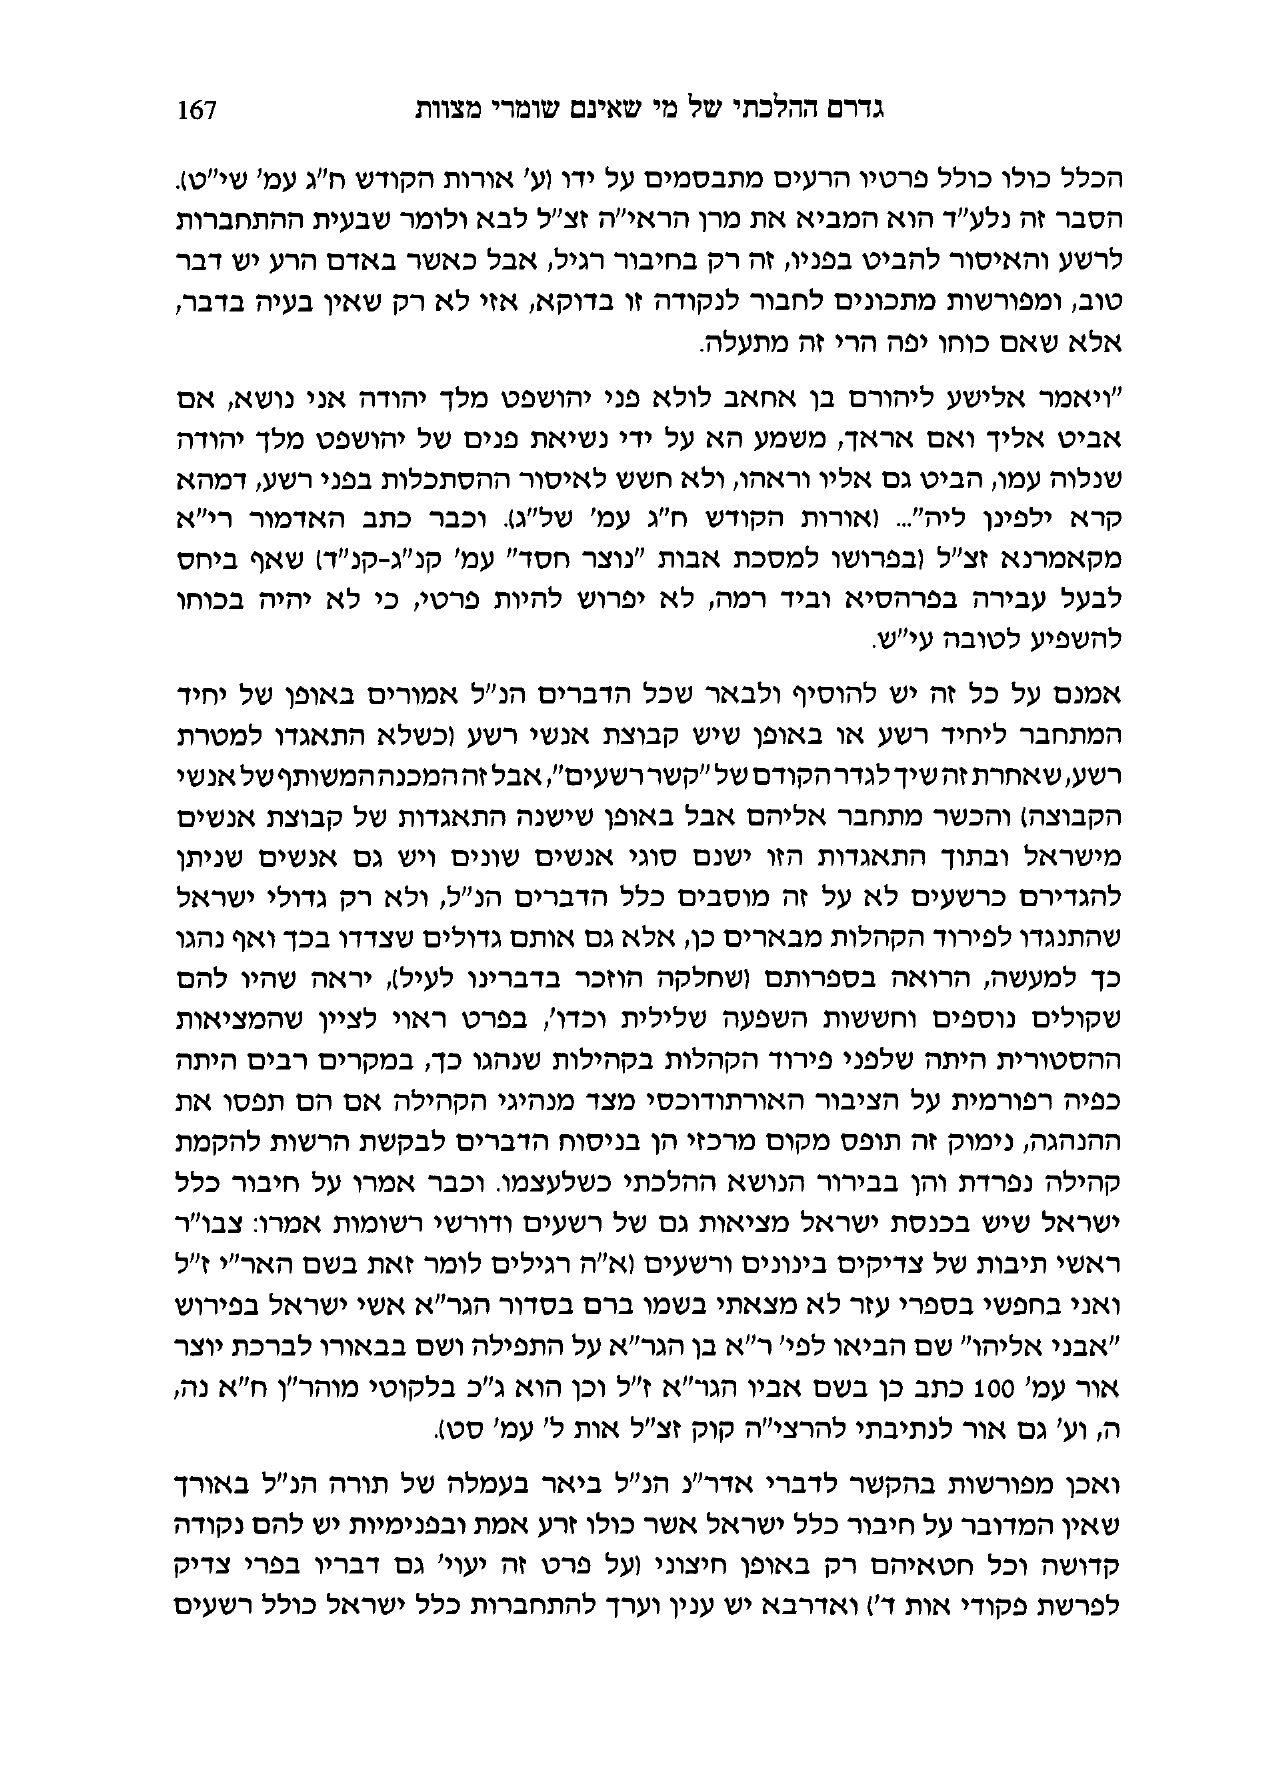 גדרם ההלכתי של מי שאינם שומרי מצוות 167
הכלל כולו כולל פרטיו הרעים מתבסמים על ידו (ע' אורות הקודש ח"ג עמ' שי"ט).
הסבר זה נלע"ד הוא המביא את מרן הראי"ה זצ"ל לבא ולומר שבעית ההתחברות
לרשע והאיסור להביט בפניו, זה רק בחיבור רגיל, אבל כאשר באדם הרע יש דבר
טוב, ומפורשות מתכונים לחבור לנקודה זו בדוקא, אזי לא רק שאין בעיה בדבר,
אלא שאם כוחו יפה הרי זה מתעלה.
"ויאמר אלישע ליהורם בן אחאב לולא פני יהושפט מלך יהודה אני נושא, אם
אביט אליך ואם אראך, משמע הא על ידי נשיאת פנים של יהושפט מלך יהודה
שנלוה עמו, הביט גם אליו וראהו, ולא חשש לאיסור ההסתכלות בפני רשע, דמהא
קרא ילפינן ליה"... (אורות הקודש ח"ג עמ' של"ג). וכבר כתב האדמור רי"א
מקאמרנא זצ"ל (בפרושו למסכת אבות "נוצר חסד" עמ' קנ"ג-קנ"ד) שאף ביחס
לבעל עבירה בפרהסיא וביד רמה, לא יפרוש להיות פרטי, כי לא יהיה בכוחו
להשפיע לטובה עי"ש.
אמנם על כל זה יש להוסיף ולבאר שכל הדברים הנ"ל אמורים באופן של יחיד
המתחבר ליחיד רשע או באופן שיש קבוצת אנשי רשע (כשלא התאגדו למטרת
רשע, שאחרת זה שיך לגדר הקודם של "קשר רשעים", אבל זה המכנה המשותף של אנשי
הקבוצה) והכשר מתחבר אליהם אבל באופן שישנה התאגדות של קבוצת אנשים
מישראל ובתוך התאגדות הזו ישנם סוגי אנשים שונים ויש גם אנשים שניתן
להגדירם כרשעים לא על זה מוסבים כלל הדברים הנ"ל, ולא רק גדולי ישראל
שהתנגדו לפירוד הקהלות מבארים כן, אלא גם אותם גדולים שצדדו בכך ואף נהגו
כך למעשה, הרואה בספרותם (שחלקה הוזכר בדברינו לעיל), יראה שהיו להם
שקולים נוספים וחששות השפעה שלילית וכדו', בפרט ראוי לציין שהמציאות
ההסטורית היתה שלפני פירוד הקהלות בקהילות שנהגו כך, במקרים רבים היתה
כפיה רפורמית על הציבור האורתודוכסי מצד מנהיגי הקהילה אם הם תפסו את
ההנהגה, נימוק זה תופס מקום מרכזי הן בניסוח הדברים לבקשת הרשות להקמת
קהילה נפרדת והן בבירור הנושא ההלכתי כשלעצמו. וכבר אמרו על חיבור כלל
ישראל שיש בכנסת ישראל מציאות גם של רשעים ודורשי רשומות אמרו: צבו"ר
ראשי תיבות של צדיקים בינונים ורשעים (א"ה רגילים לומר זאת בשם האר"י ז"ל
ואני בחפשי בספרי עזר לא מצאתי בשמו ברם בסדור הגר"א אשי ישראל בפירוש
"אבני אליהו" שם הביאו לפי' ר"א בן הגר"א על התפילה ושם בבאורו לברכת יוצר
אור עמ' 100 כתב כן בשם אביו הגר"א ז"ל וכן הוא ג"כ בלקוטי מוהר"ן ח"א נה,
ה, וע' גם אור לנתיבתי להרצי"ה קוק זצ"ל אות ל' עמ' סט).
ואכן מפורשות בהקשר לדברי אדר"נ הנ"ל ביאר בעמלה של תורה הנ"ל באורך
שאין המדובר על חיבור כלל ישראל אשר כולו זרע אמת ובפנימיות יש להם נקודה
קדושה וכל חטאיהם רק באופן חיצוני (על פרט זה יעוי' גם דבריו בפרי צדיק
לפרשת פקודי אות ד') ואדרבא יש ענין וערך להתחברות כלל ישראל כולל רשעים